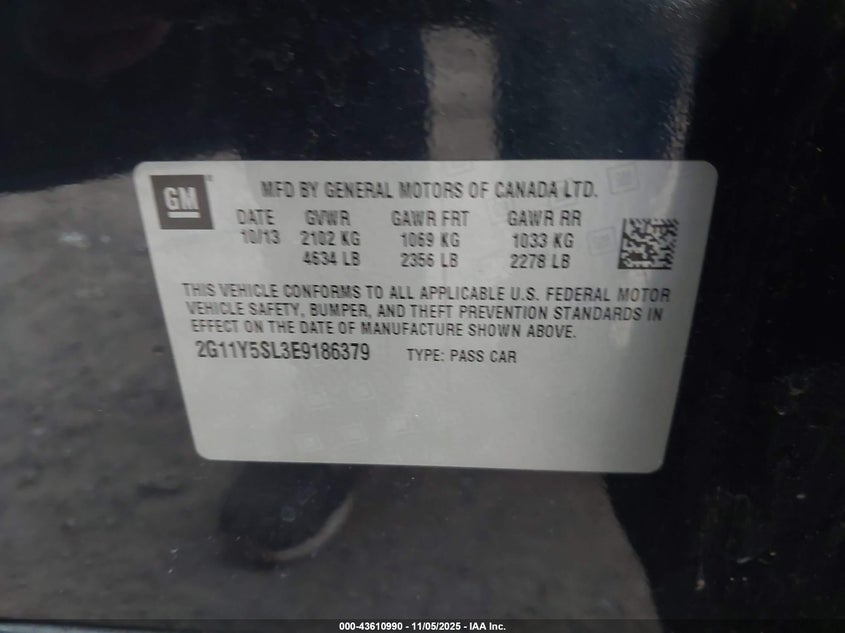 GM
MFD BY GENERAL MOTORS OF CANADA LTD.
DATE GVWR GAWR FRT GAWR RR
10/13 2102 KG 1069 KG 1033 KG
4634 LB 2356 LB 2278 LB
THIS VEHICLE CONFORMS TO ALL APPLICABLE U.S. FEDERAL MOTOR
VEHICLE SAFETY, BUMPER, AND THEFT PREVENTION STANDARDS IN
EFFECT ON THE DATE OF MANUFACTURE SHOWN ABOVE.
2G11Y5SL3E9186379 TYPE: PASS CAR
000-43610990 - 11/05/2025 - IAA Inc.